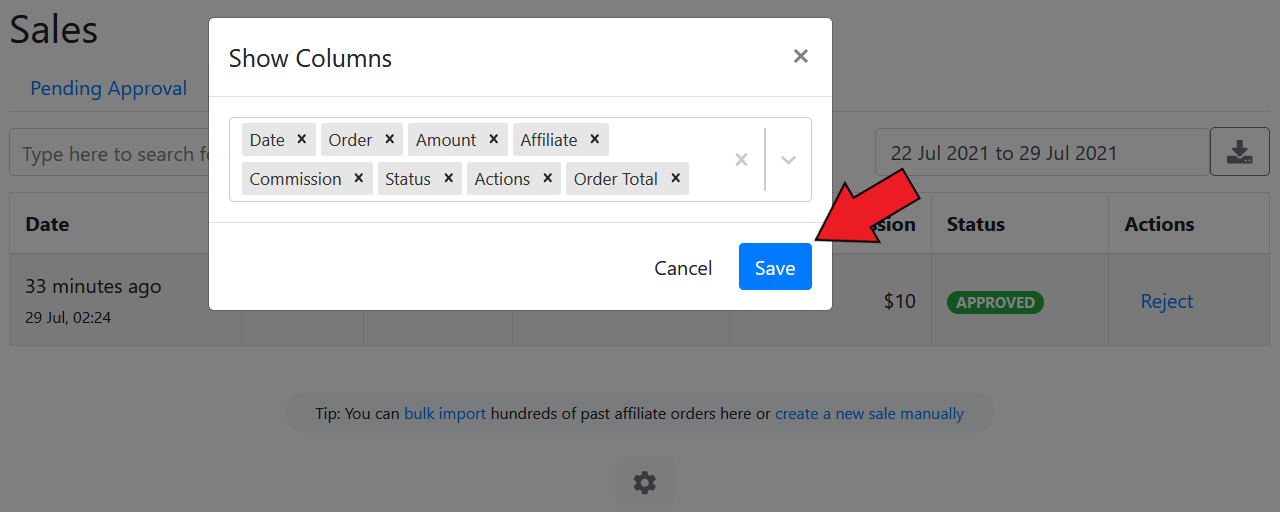 Sales
Show Columns
Pending Approval
Date Order Amount Affiliate
Commission Status Actions Order Total
Type here to search
22 Jul 2021 to 29 Jul 2021
Cancel Save
Date Status Actions
33 minutes ago
29 Jul, 02:24
$10 APPROVED Reject
Tip: You can bulk import hundreds of past affiliate orders here or create a new sale manually